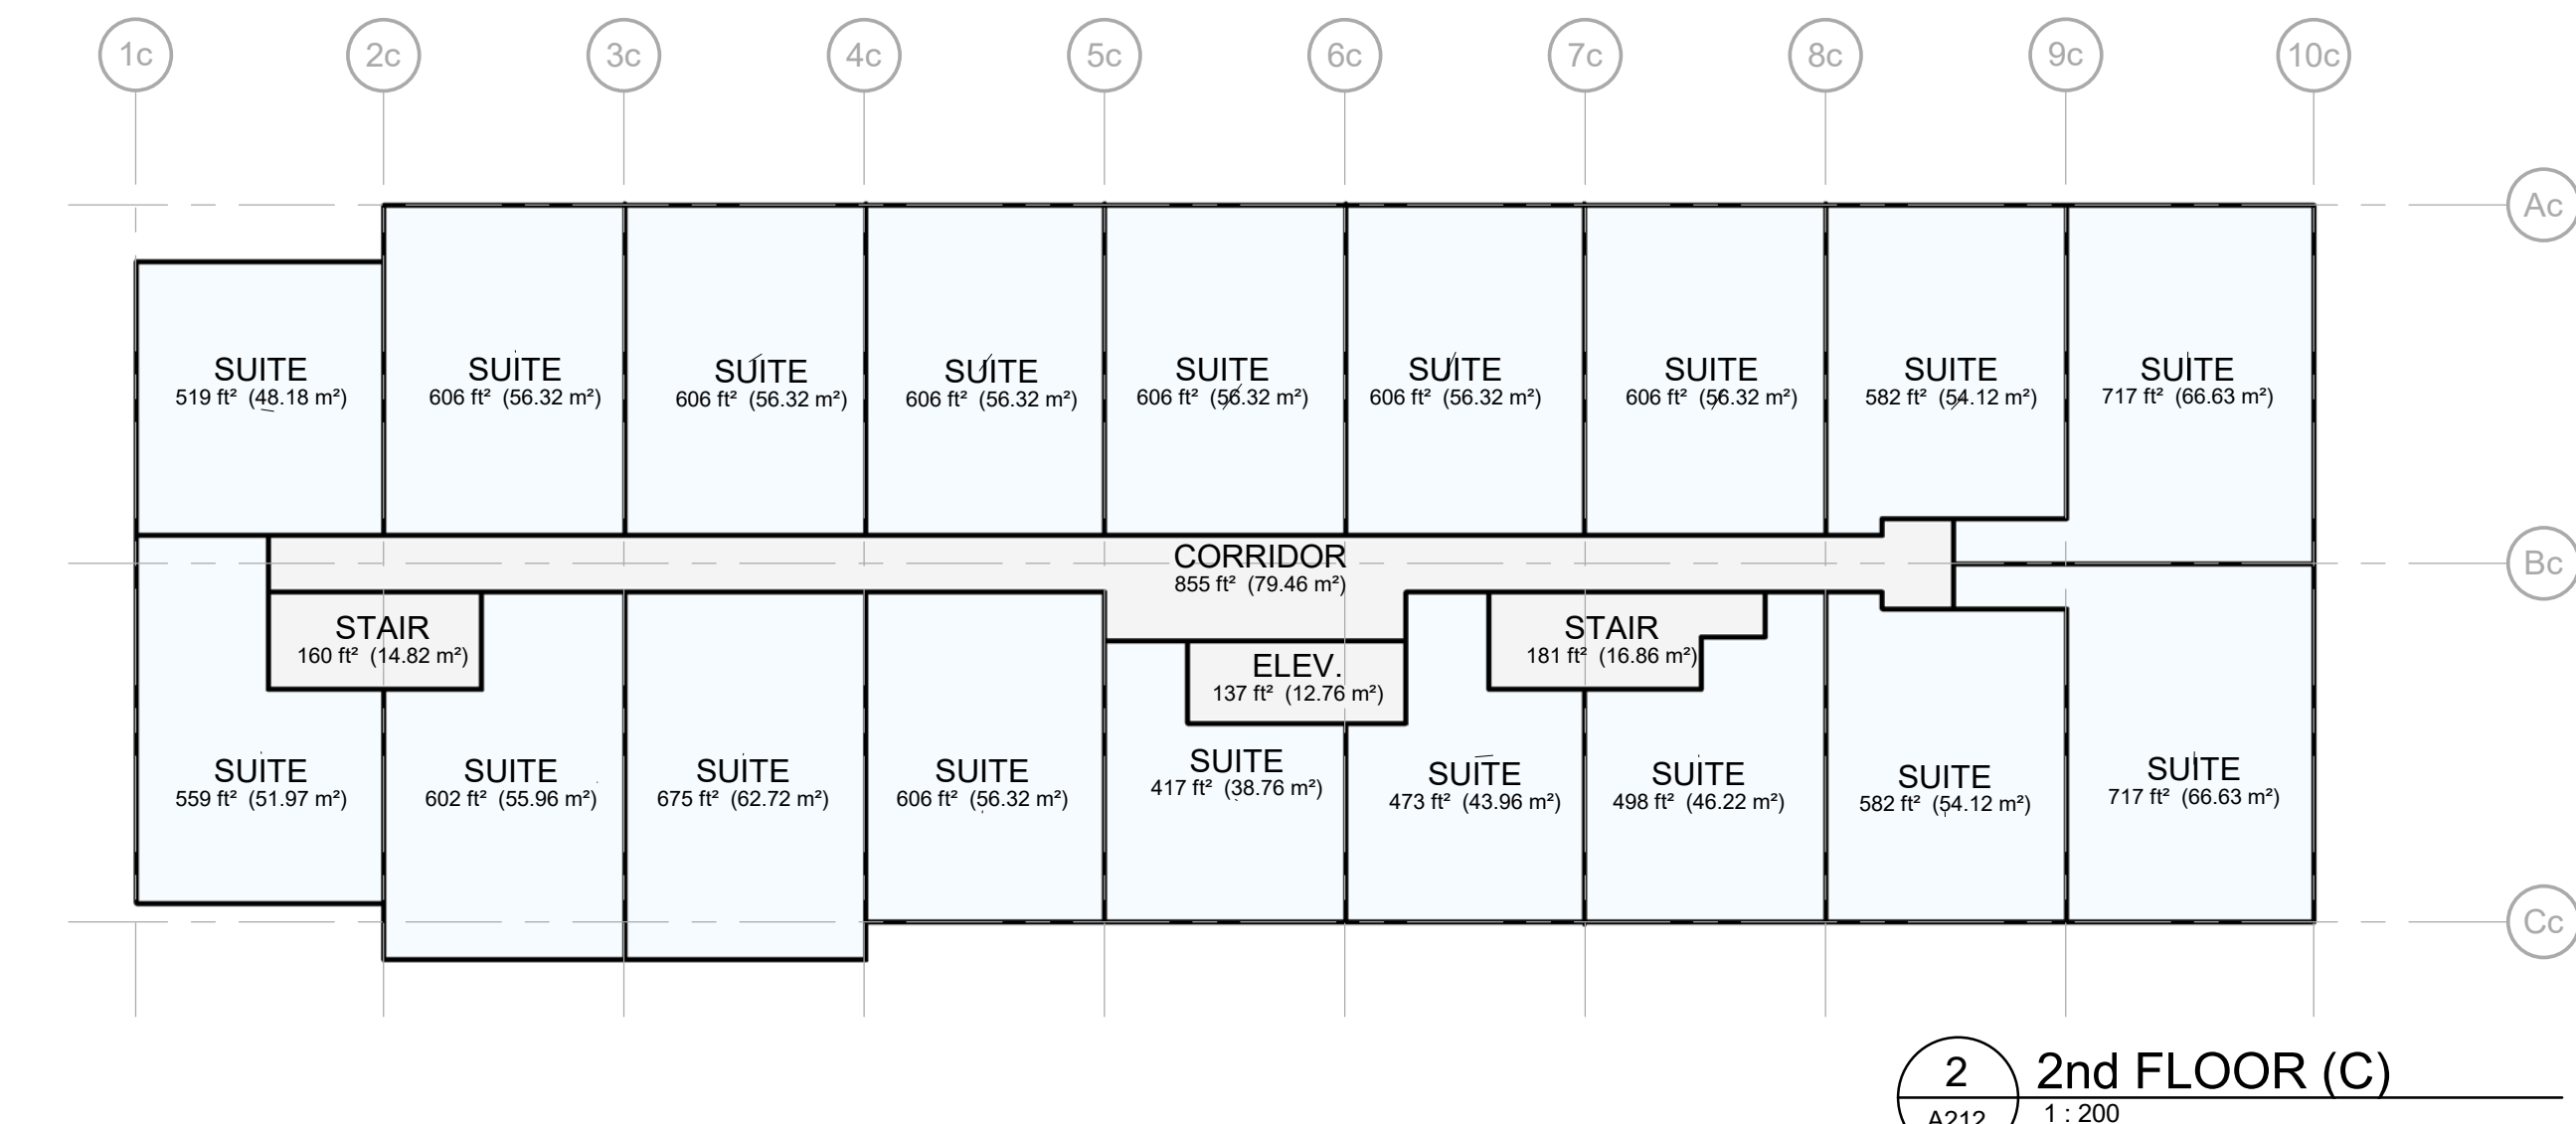 1c 2c 3c 4c 5c 6c 7c 8c 9c 10c
Ac
SUITE
519 ft² (48.18 m²)
SUITE
606 ft² (56.32 m²)
SUITE
606 ft² (56.32 m²)
SUITE
606 ft² (56.32 m²)
SUITE
606 ft² (56.32 m²)
SUITE
606 ft² (56.32 m²)
SUITE
606 ft² (56.32 m²)
SUITE
582 ft² (54.12 m²)
SUITE
717 ft² (66.63 m²)
CORRIDOR
855 ft² (79.46 m²)
Bc
STAIR
160 ft² (14.82 m²)
ELEV.
137 ft² (12.76 m²)
STAIR
181 ft² (16.86 m²)
SUITE
559 ft² (51.97 m²)
SUITE
602 ft² (55.96 m²)
SUITE
675 ft² (62.72 m²)
SUITE
606 ft² (56.32 m²)
SUITE
417 ft² (38.76 m²)
SUITE
473 ft² (43.96 m²)
SUITE
498 ft² (46.22 m²)
SUITE
582 ft² (54.12 m²)
SUITE
717 ft² (66.63 m²)
Cc
2
A212
2nd FLOOR (C)
1 : 200